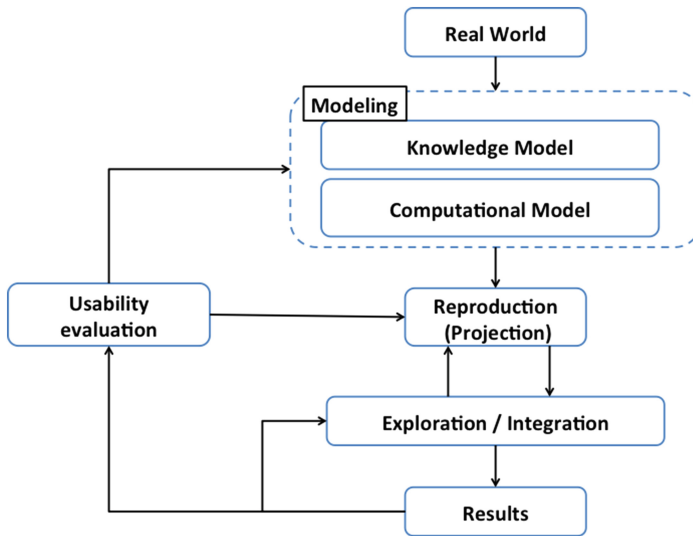 Real World
Modeling
Knowledge Model
Computational Model
Usability
evaluation
Reproduction
(Projection)
Exploration / Integration
Results